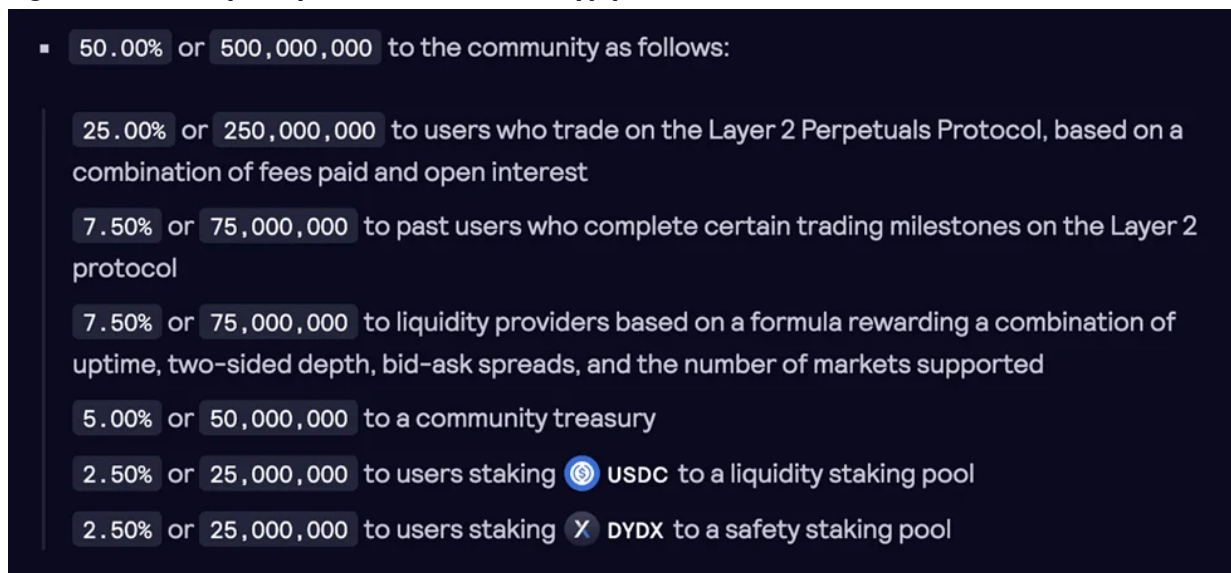 ▪ 50.00% or 500,000,000 to the community as follows:
25.00% or 250,000,000 to users who trade on the Layer 2 Perpetuals Protocol, based on a
combination of fees paid and open interest
7.50% or 75,000,000 to past users who complete certain trading milestones on the Layer 2
protocol
7.50% or 75,000,000 to liquidity providers based on a formula rewarding a combination of
uptime, two-sided depth, bid-ask spreads, and the number of markets supported
5.00% or 50,000,000 to a community treasury
2.50% or 25,000,000 to users staking USDC to a liquidity staking pool
2.50% or 25,000,000 to users staking DYDX to a safety staking pool